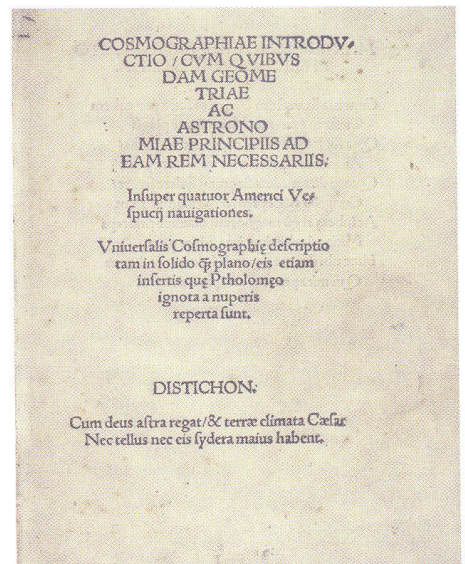 COSMOGRAPHIAE INTRODV-
CTIO / CVM QVIBVS
DAM GEOME
TRIAE
AC
ASTRONO
MIAE PRINCIPIIS AD
EAM REM NECESSARIIS.
Insuper quatuor Americi Ve-
spucij nauigationes.
Vniuersalis Cosmographię descriptio
tam in solido q̄ꝫ plano/eis etiam
insertis quę Ptholomęo
ignota a nuperis
reperta sunt.
DISTICHON.
Cum deus astra regat/& terræ climata Cæsar
Nec tellus nec eis sydera maius habent.